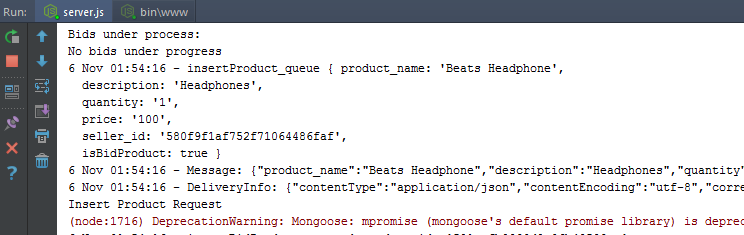 Run: server.js bin\www
Bids under process:
No bids under progress
6 Nov 01:54:16 - insertProduct_queue { product_name: 'Beats Headphone',
description: 'Headphones',
quantity: '1',
price: '100',
seller_id: '580f9f1af752f71064486faf',
isBidProduct: true }
6 Nov 01:54:16 - Message: {"product_name":"Beats Headphone","description":"Headphones","quantity"
6 Nov 01:54:16 - DeliveryInfo: {"contentType":"application/json","contentEncoding":"utf-8","corre
Insert Product Request
(node:1716) DeprecationWarning: Mongoose: mpromise (mongoose's default promise library) is deprec